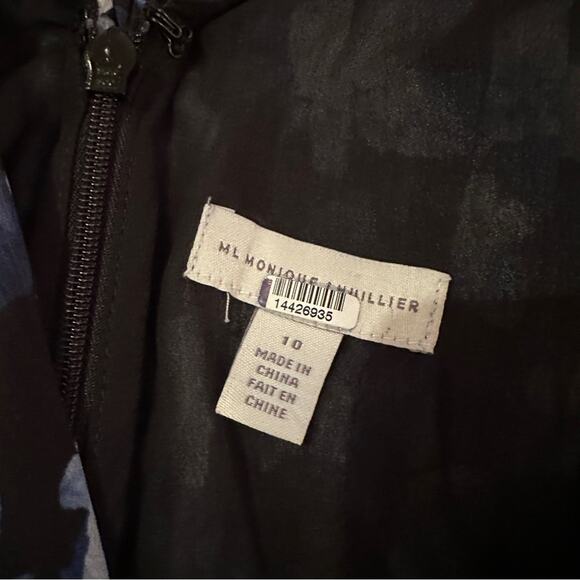 ML MONIQUE LHUILLIER
14426935
10
MADE IN
CHINA
FAIT EN
CHINE